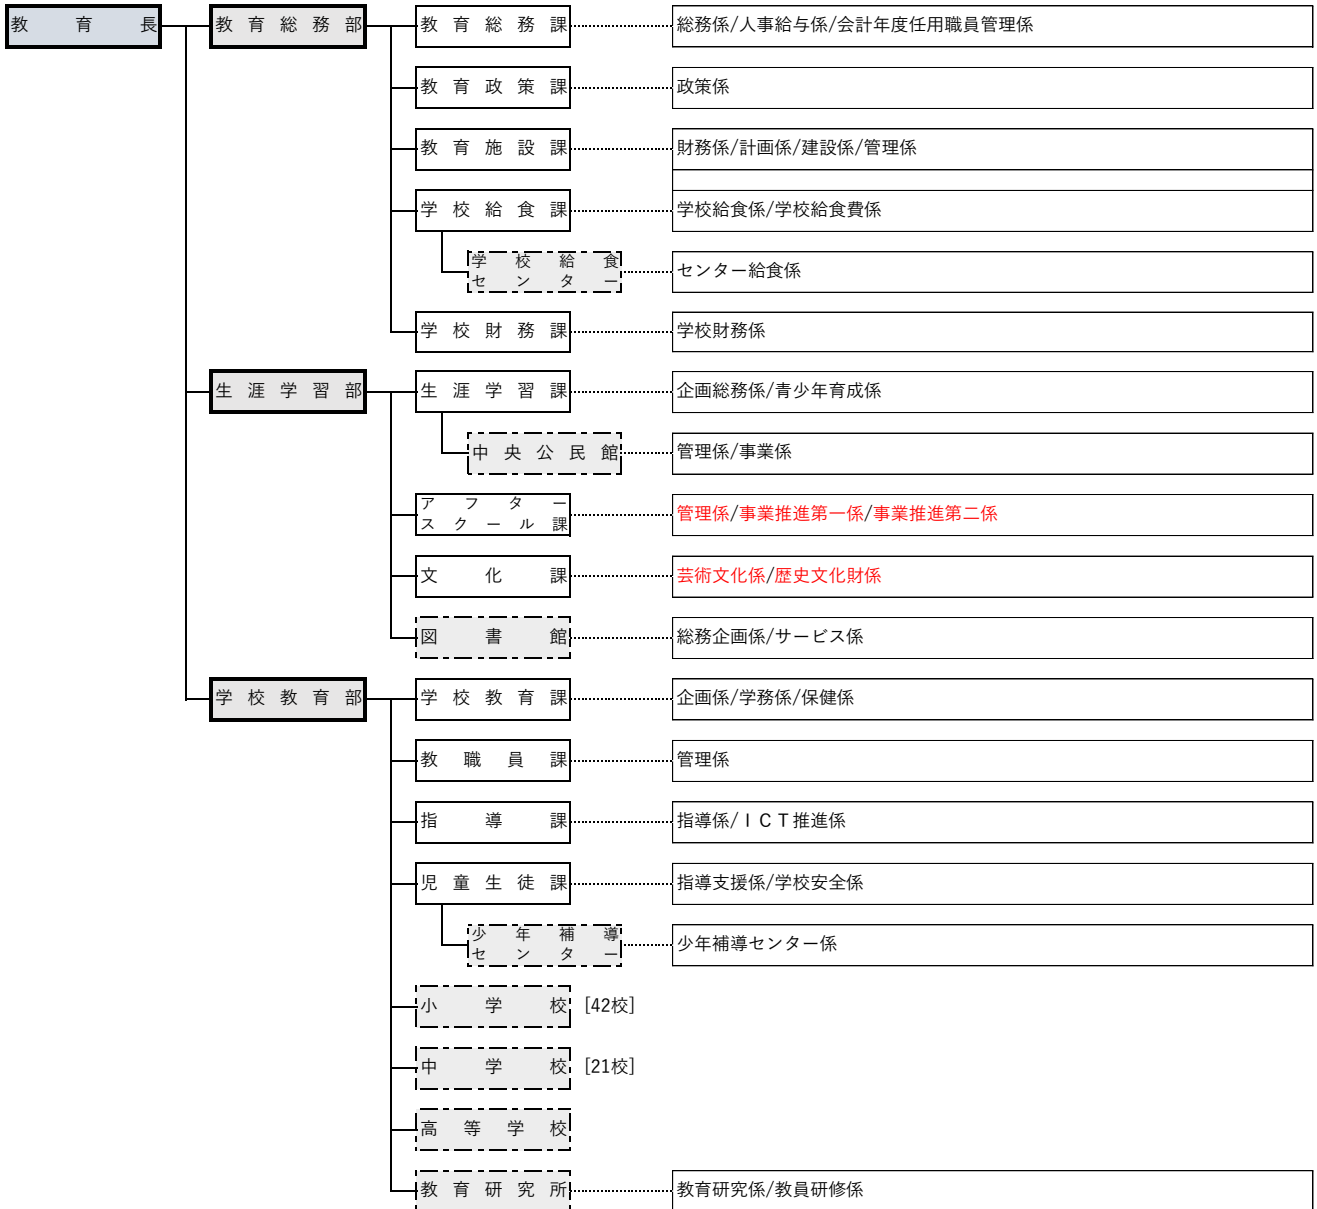 教育長 教育総務部 教育総務課 総務係/人事給与係/会計年度任用職員管理係
教育政策課 政策係
教育施設課 財務係/計画係/建設係/管理係
学校給食課 学校給食係/学校給食費係
学校給食
センター
センター給食係
学校財務課 学校財務係
生涯学習部 生涯学習課 企画総務係/青少年育成係
中央公民館 管理係/事業係
アフター
スクール課
管理係/事業推進第一係/事業推進第二係
文化課 芸術文化係/歴史文化財係
図書館 総務企画係/サービス係
学校教育部 学校教育課 企画係/学務係/保健係
教職員課 管理係
指導課 指導係/ＩＣＴ推進係
児童生徒課 指導支援係/学校安全係
少年補導
センター
少年補導センター係
小学校 [42校]
中学校 [21校]
高等学校
教育研究所 教育研究係/教員研修係